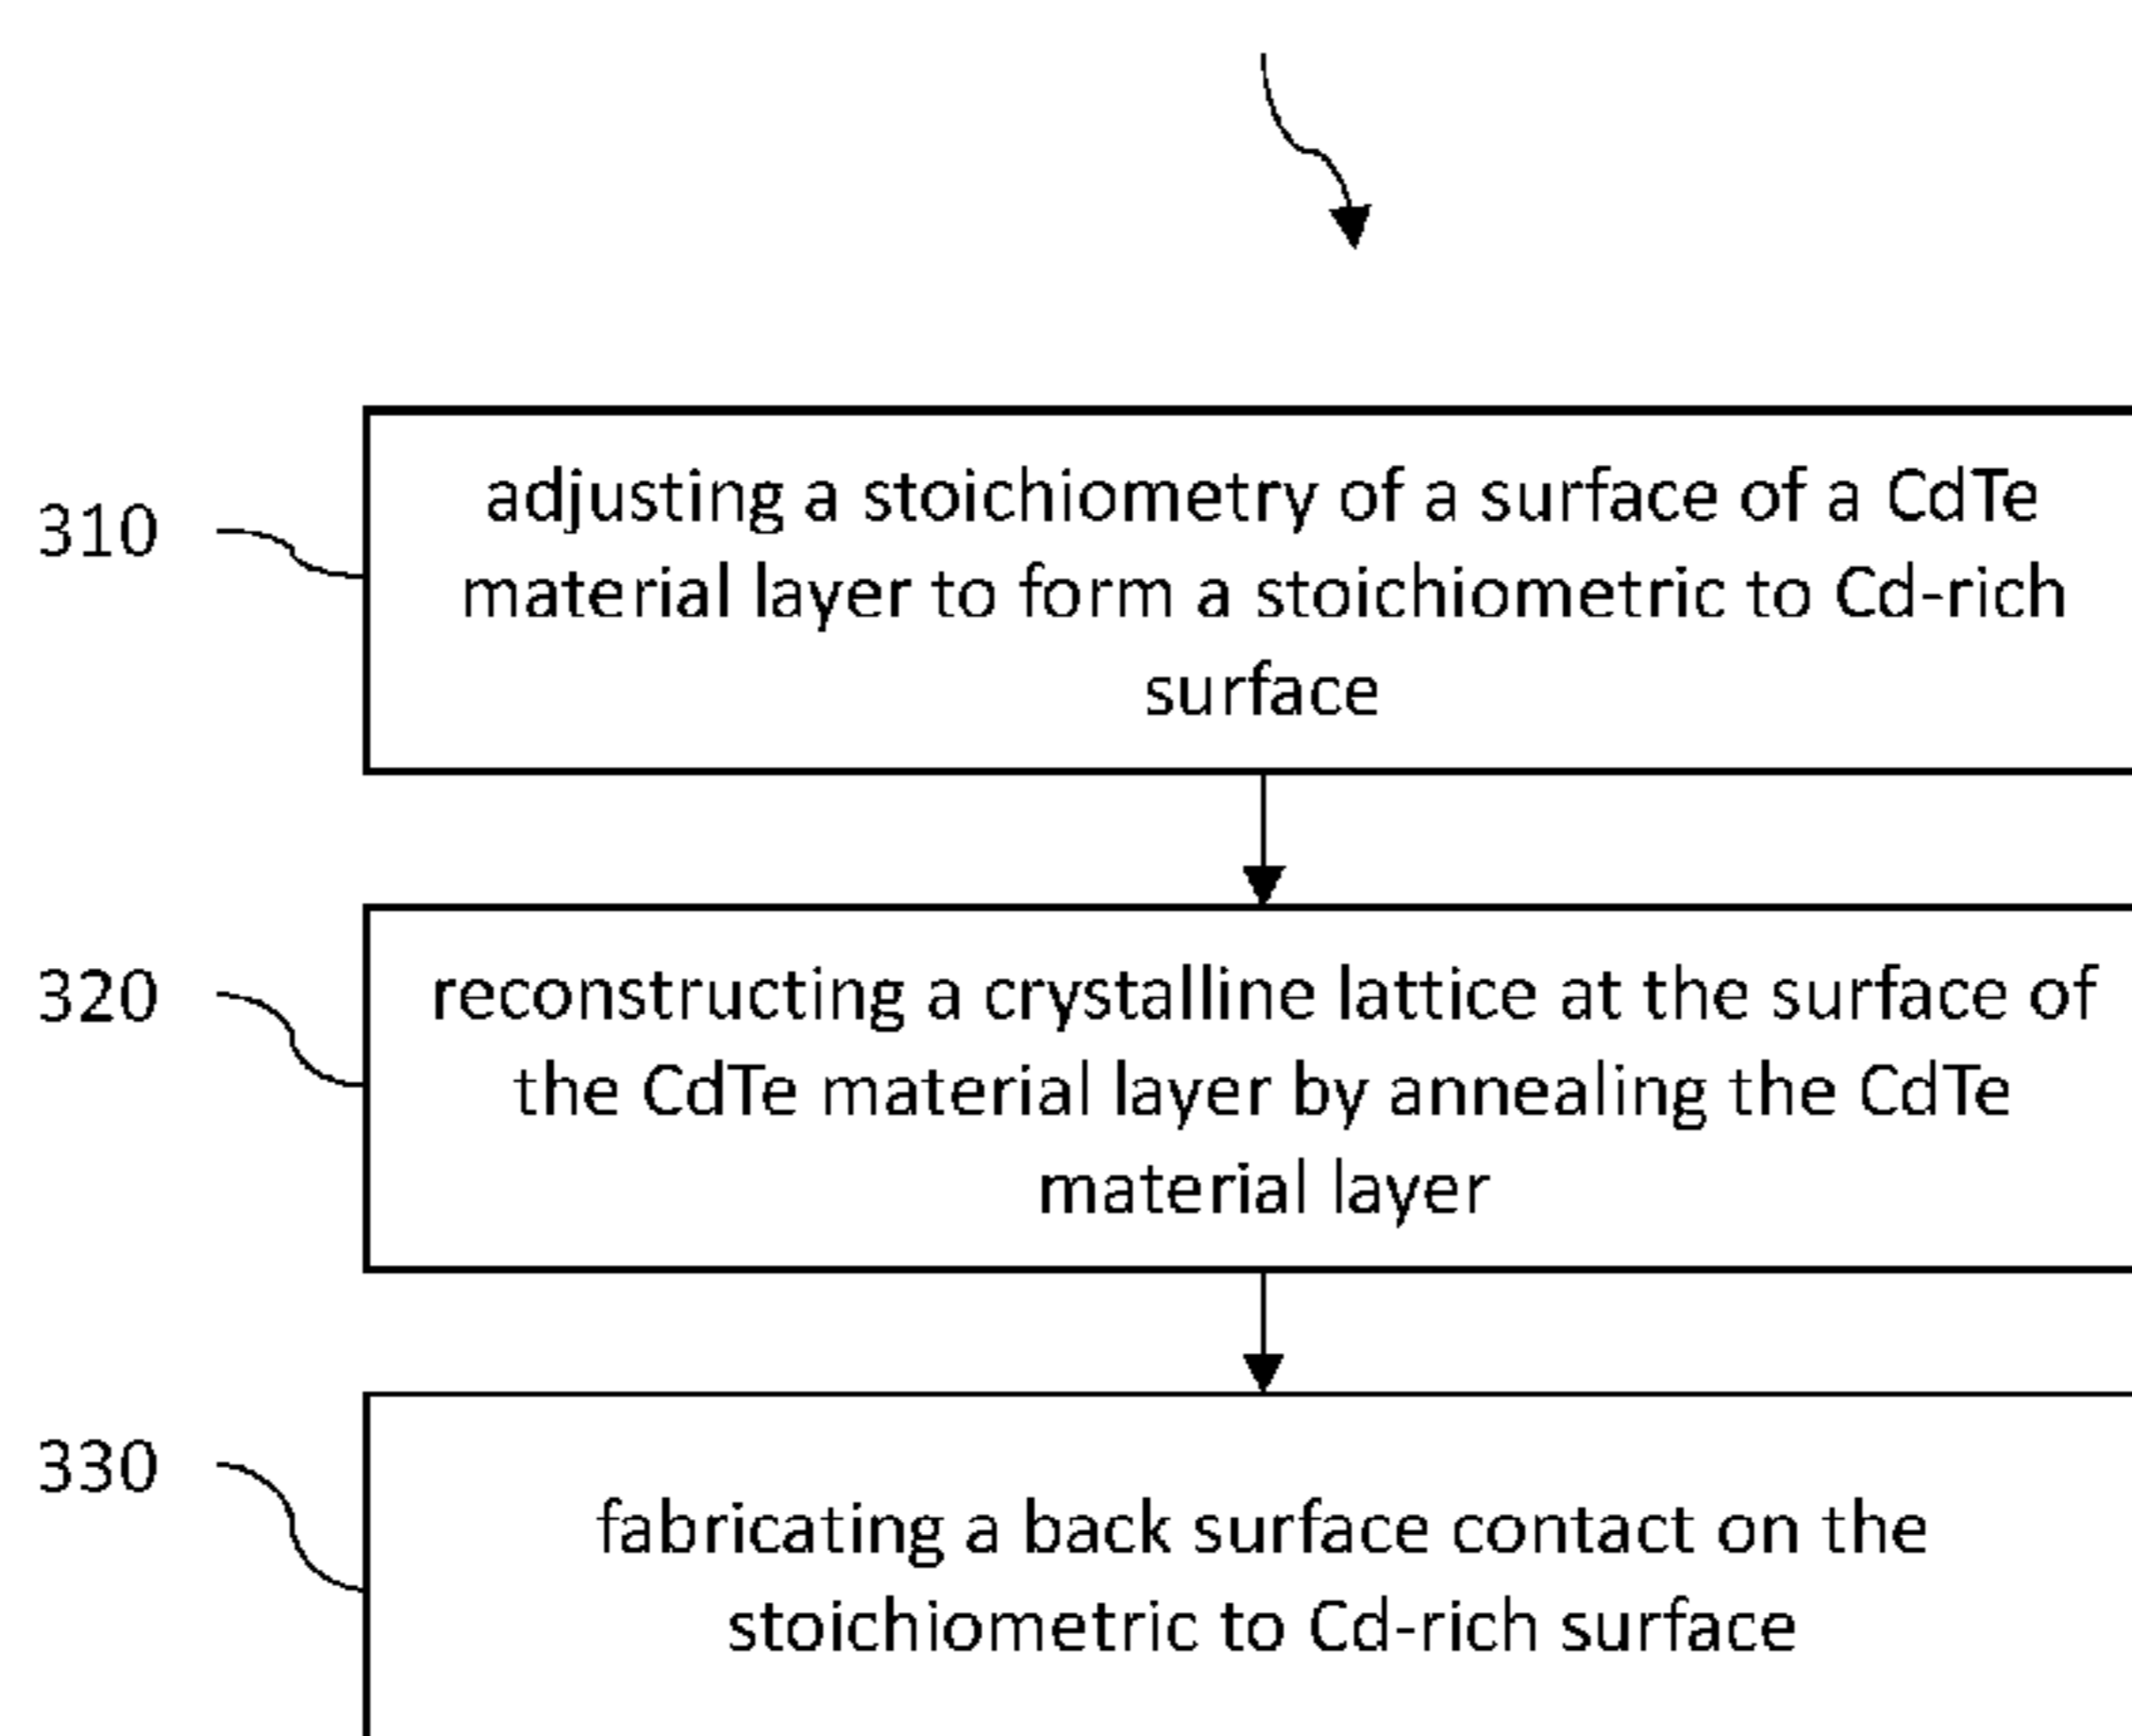 310
adjusting a stoichiometry of a surface of a CdTe
material layer to form a stoichiometric to Cd-rich
surface
320
reconstructing a crystalline lattice at the surface of
the CdTe material layer by annealing the CdTe
material layer
330
fabricating a back surface contact on the
stoichiometric to Cd-rich surface